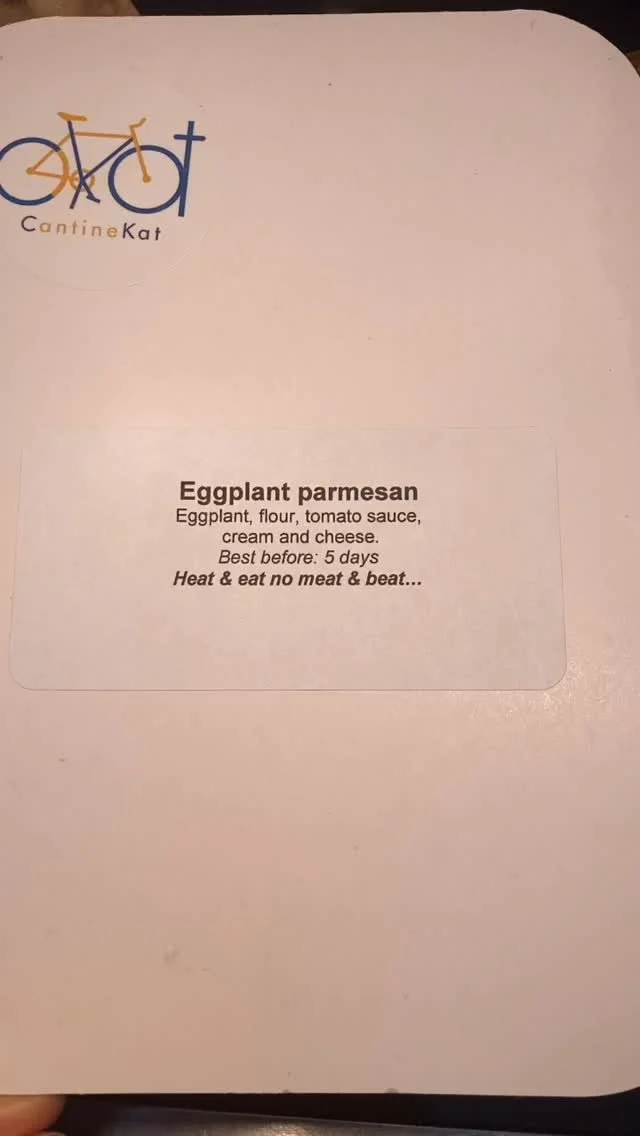 CantineKat
Eggplant parmesan
Eggplant, flour, tomato sauce,
cream and cheese.
Best before: 5 days
Heat & eat no meat & beat...